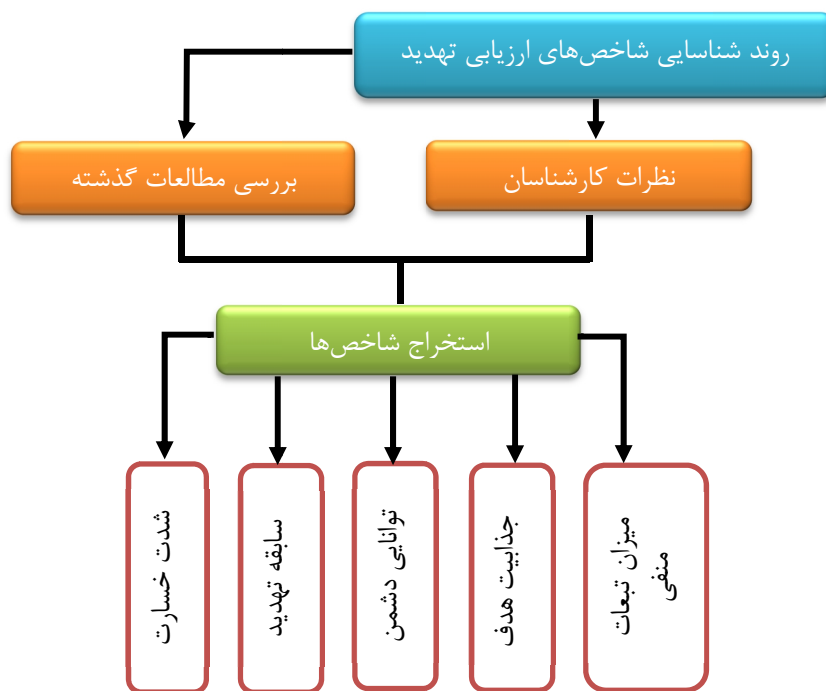 روند شناسایی شاخص‌های ارزیابی تهدید
نظرات کارشناسان
بررسی مطالعات گذشته
استخراج شاخص‌ها
میزان تبعات
منفی
جذابیت هدف
توانایی دشمن
سابقه تهدید
شدت خسارت